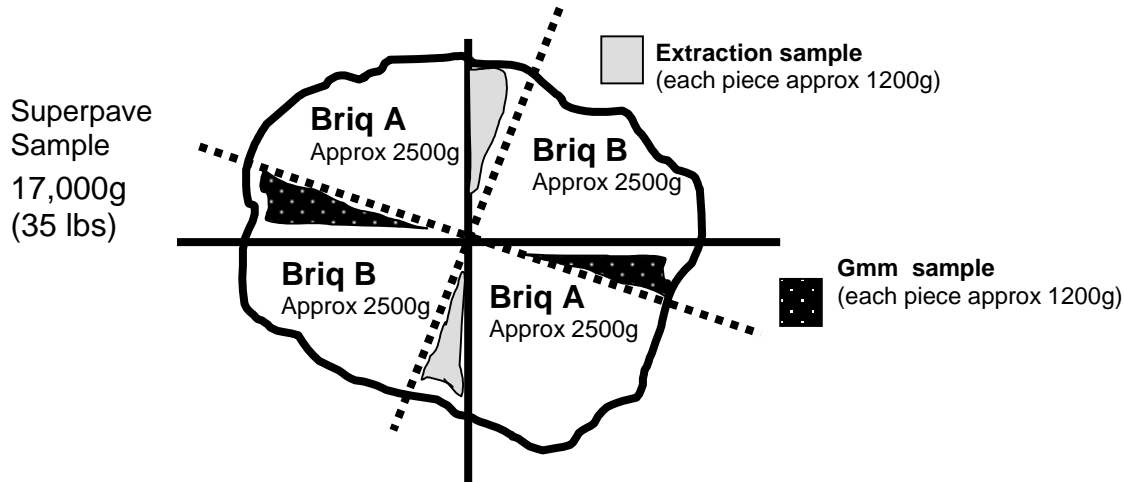 Superpave
Sample
17,000g
(35 lbs)
Briq A
Approx 2500g
Extraction sample
(each piece approx 1200g)
Briq B
Approx 2500g
Briq B
Approx 2500g
Briq A
Approx 2500g
Gmm sample
(each piece approx 1200g)